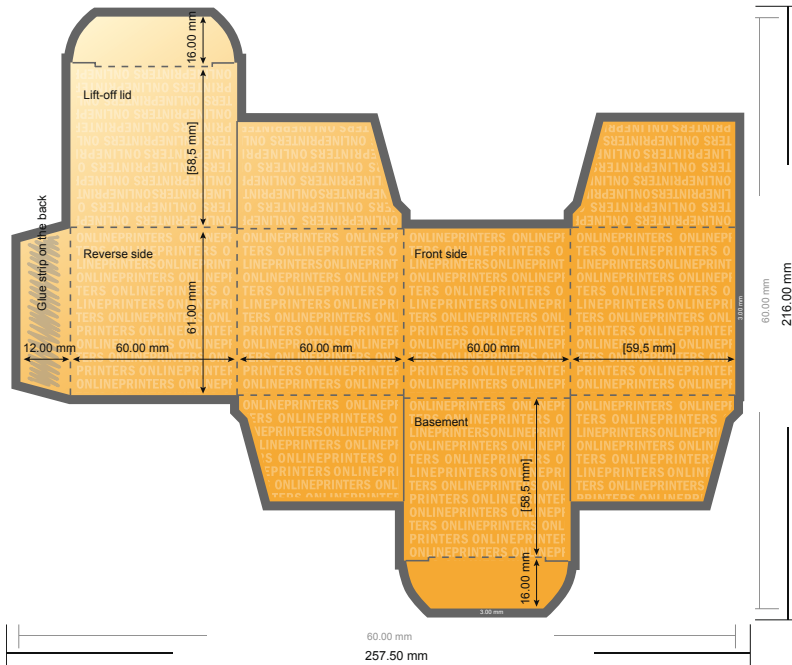 16.00 mm
Lift-off lid
[58,5 mm]
Glue strip on the back
Reverse side
Front side
61.00 mm
3.00 mm
60.00 mm
216.00 mm
12.00 mm
60.00 mm
60.00 mm
60.00 mm
[59,5 mm]
Basement
[58,5 mm]
16.00 mm
3.00 mm
60.00 mm
257.50 mm
ONLINEPRINTERS